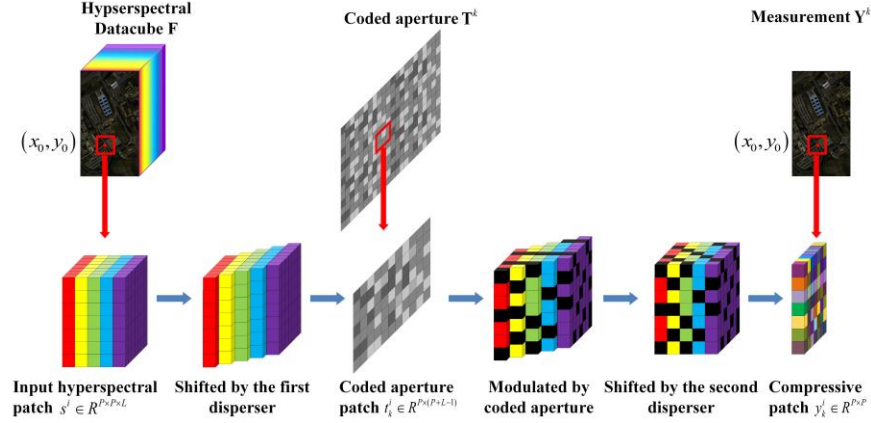 Hypserspectral
Datacube F
Coded aperture T^k
Measurement Y^k
(x_0, y_0)
(x_0, y_0)
Input hyperspectral
patch s^i ∈ R^{P×P×L}
Shifted by the first
disperser
Coded aperture
patch t_k^i ∈ R^{P×(P+L−1)}
Modulated by
coded aperture
Shifted by the second
disperser
Compressive
patch y_k^i ∈ R^{P×P}